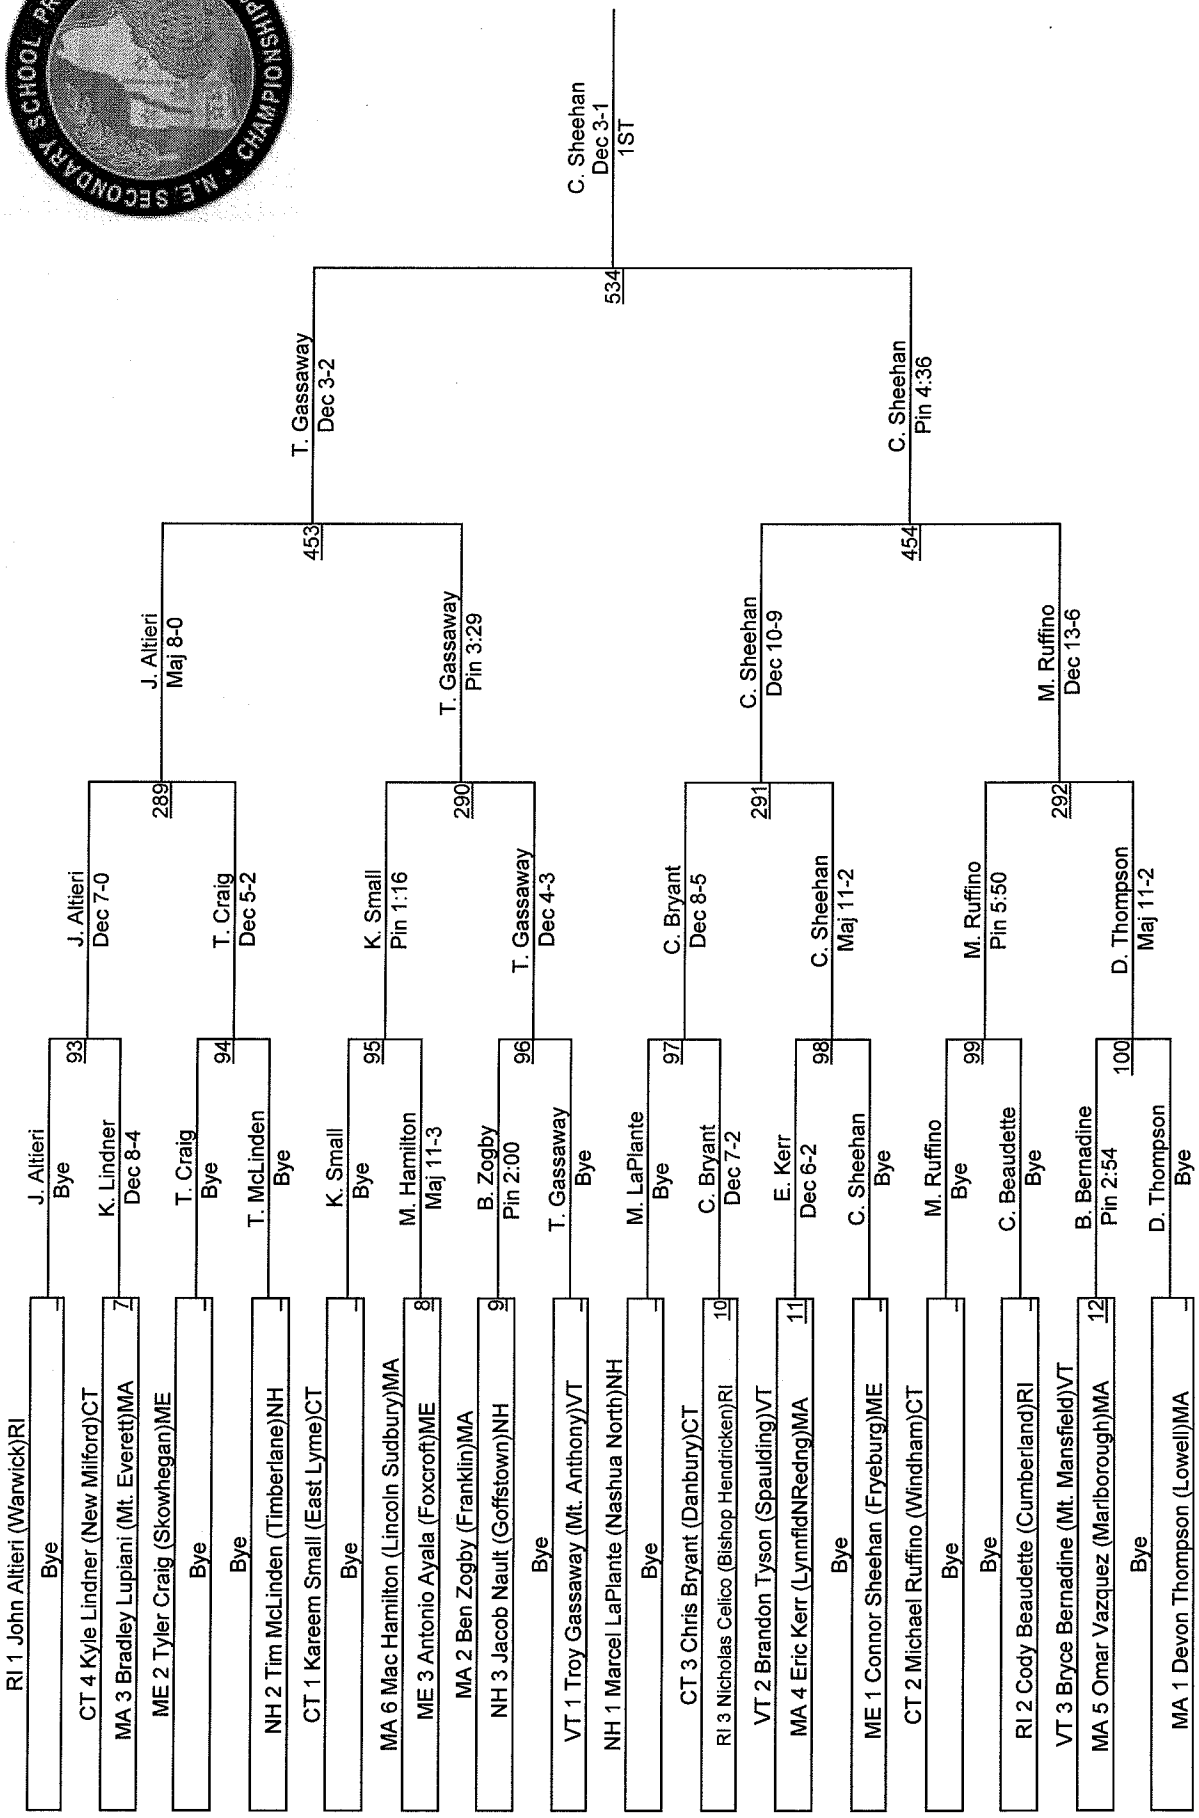 SCHOOL PR
N.E. SECONDARY
CHAMPIONSHIP
RI 1 John Altieri (Warwick)RI
Bye
CT 4 Kyle Lindner (New Milford)CT
7
MA 3 Bradley Lupiani (Mt. Everett)MA
ME 2 Tyler Craig (Skowhegan)ME
Bye
Bye
NH 2 Tim McLinden (Timberlane)NH
CT 1 Kareem Small (East Lyme)CT
Bye
MA 6 Mac Hamilton (Lincoln Sudbury)MA
8
ME 3 Antonio Ayala (Foxcroft)ME
MA 2 Ben Zogby (Franklin)MA
9
NH 3 Jacob Nault (Goffstown)NH
Bye
VT 1 Troy Gassaway (Mt. Anthony)VT
NH 1 Marcel LaPlante (Nashua North)NH
Bye
CT 3 Chris Bryant (Danbury)CT
10
RI 3 Nicholas Celico (Bishop Hendricken)RI
VT 2 Brandon Tyson (Spaulding)VT
11
MA 4 Eric Kerr (LynnfldNRedng)MA
Bye
ME 1 Connor Sheehan (Fryeburg)ME
CT 2 Michael Ruffino (Windham)CT
Bye
Bye
RI 2 Cody Beaudette (Cumberland)RI
VT 3 Bryce Bernadine (Mt. Mansfield)VT
12
MA 5 Omar Vazquez (Marlborough)MA
Bye
MA 1 Devon Thompson (Lowell)MA
J. Altieri
Bye
93
K. Lindner
Dec 8-4
T. Craig
Bye
94
T. McLinden
Bye
K. Small
Bye
95
M. Hamilton
Maj 11-3
B. Zogby
Pin 2:00
96
T. Gassaway
Bye
M. LaPlante
Bye
97
C. Bryant
Dec 7-2
E. Kerr
Dec 6-2
98
C. Sheehan
Bye
M. Ruffino
Bye
99
C. Beaudette
Bye
B. Bernadine
Pin 2:54
100
D. Thompson
Bye
J. Altieri
Dec 7-0
289
T. Craig
Dec 5-2
K. Small
Pin 1:16
290
T. Gassaway
Dec 4-3
C. Bryant
Dec 8-5
291
C. Sheehan
Maj 11-2
M. Ruffino
Pin 5:50
292
D. Thompson
Maj 11-2
J. Altieri
Maj 8-0
453
T. Gassaway
Pin 3:29
C. Sheehan
Dec 10-9
454
M. Ruffino
Dec 13-6
T. Gassaway
Dec 3-2
534
C. Sheehan
Pin 4:36
C. Sheehan
Dec 3-1
1ST